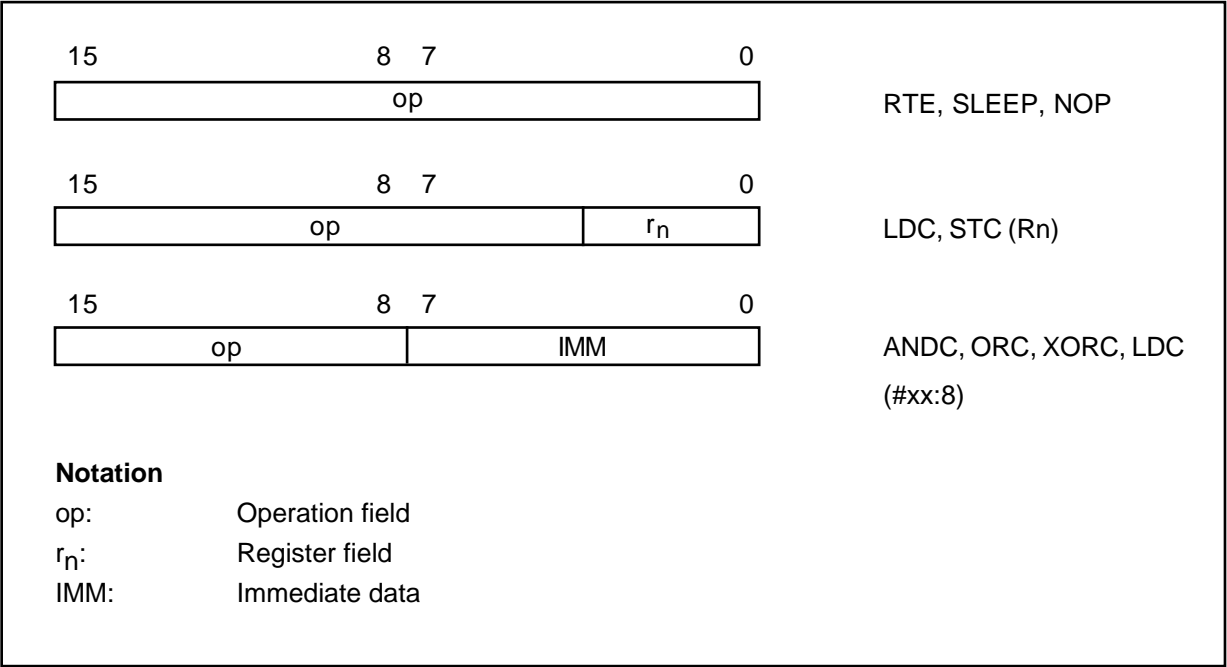 15 8 7 0
op RTE, SLEEP, NOP
15 8 7 0
op rn LDC, STC (Rn)
15 8 7 0
op IMM ANDC, ORC, XORC, LDC
(#xx:8)
Notation
op: Operation field
rn: Register field
IMM: Immediate data